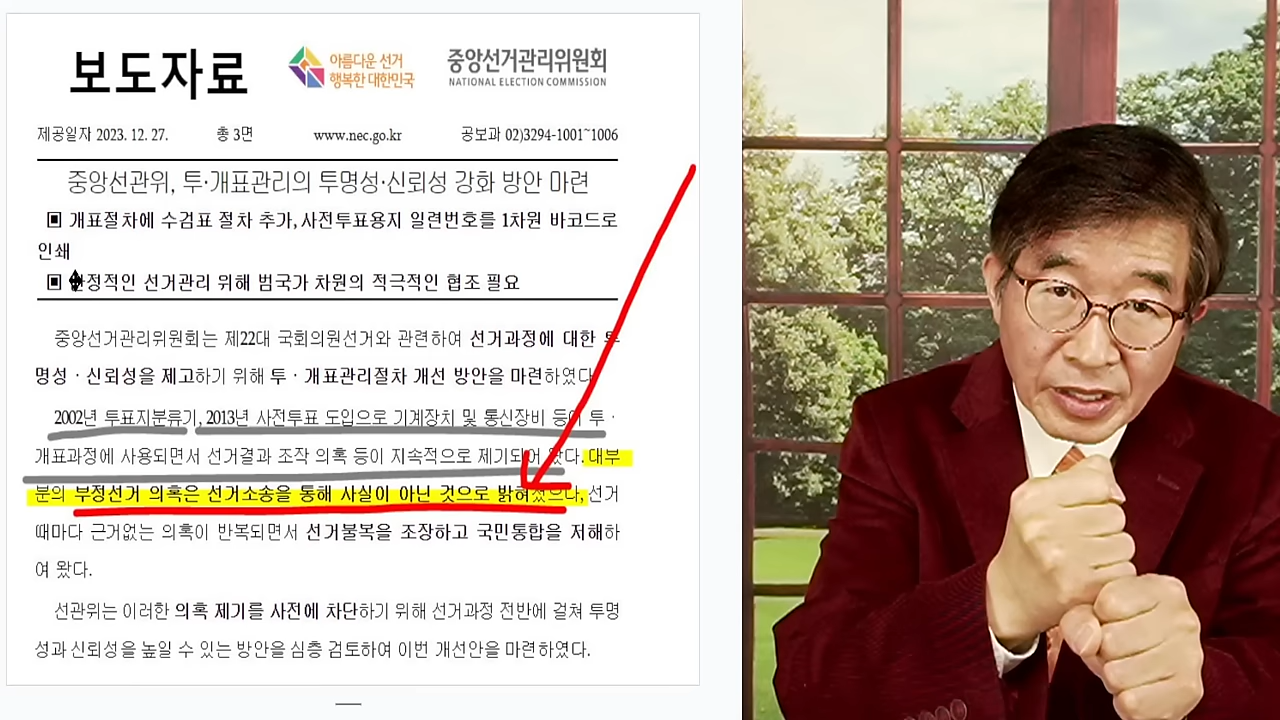 보도자료
아름다운 선거
행복한 대한민국
중앙선거관리위원회
NATIONAL ELECTION COMMISSION
제공일자 2023. 12. 27. 총 3면 www.nec.go.kr 공보과 02)3294-1001~1006
중앙선관위, 투·개표관리의 투명성·신뢰성 강화 방안 마련
▣ 개표절차에 수검표 절차 추가, 사전투표용지 일련번호를 1차원 바코드로
인쇄
▣ 정적인 선거관리 위해 범국가 차원의 적극적인 협조 필요
중앙선거관리위원회는 제22대 국회의원선거와 관련하여 선거과정에 대한 투
명성·신뢰성을 제고하기 위해 투·개표관리절차 개선 방안을 마련하였다.
2002년 투표지분류기, 2013년 사전투표 도입으로 기계장치 및 통신장비 등이 투·
개표과정에 사용되면서 선거결과 조작 의혹 등이 지속적으로 제기되어 왔다. 대부
분의 부정선거 의혹은 선거소송을 통해 사실이 아닌 것으로 밝혀졌으나, 선거
때마다 근거없는 의혹이 반복되면서 선거불복을 조장하고 국민통합을 저해하
여 왔다.
선관위는 이러한 의혹 제기를 사전에 차단하기 위해 선거과정 전반에 걸쳐 투명
성과 신뢰성을 높일 수 있는 방안을 심층 검토하여 이번 개선안을 마련하였다.